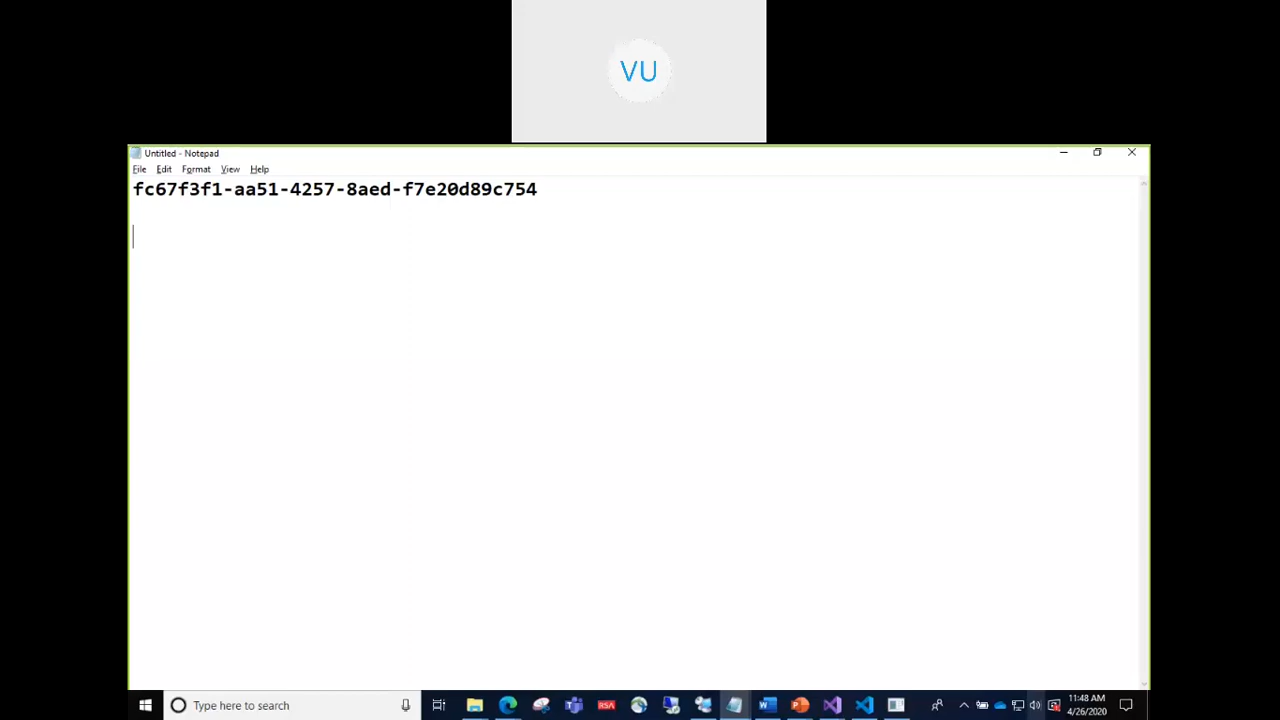 VU
Untitled - Notepad
File Edit Format View Help
fc67f3f1-aa51-4257-8aed-f7e20d89c754
Type here to search
RSA
11:48 AM
4/26/2020